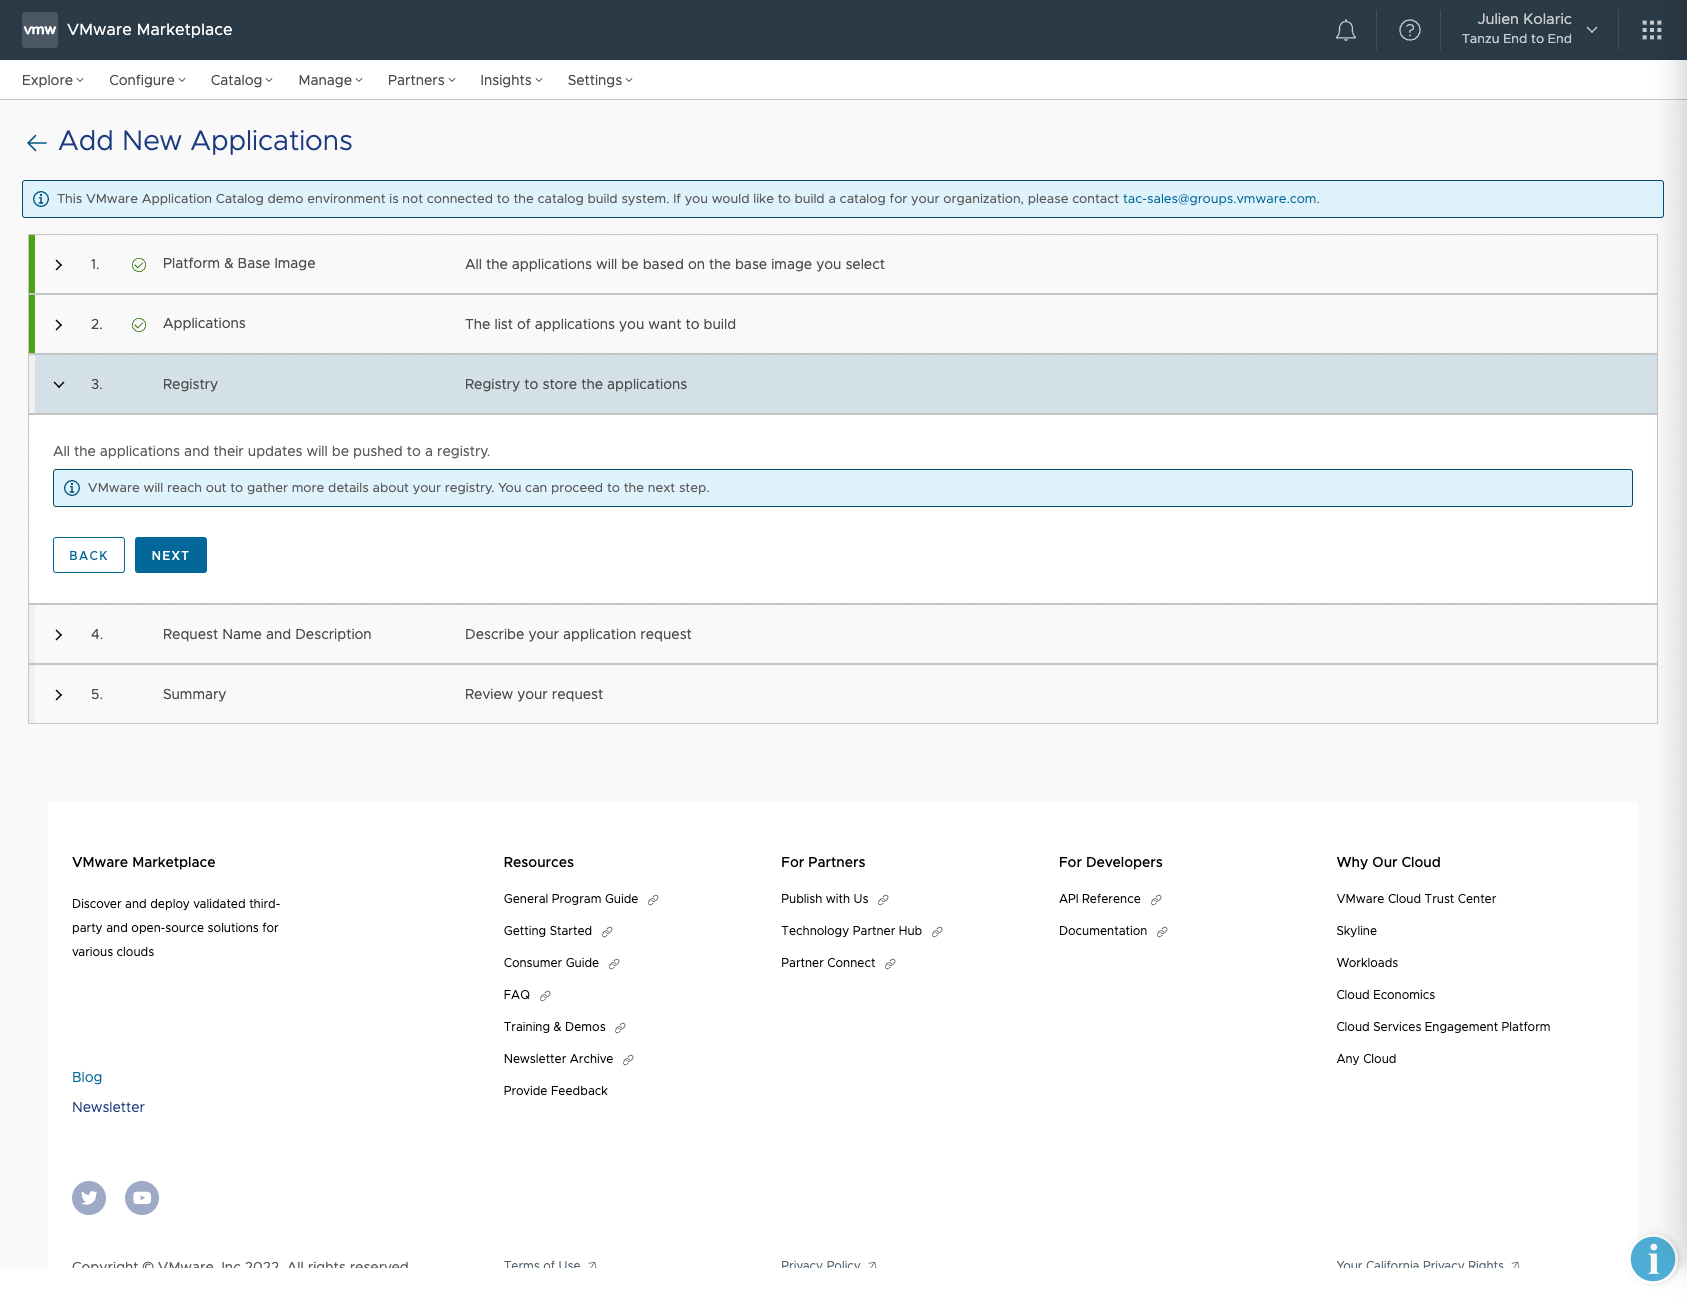 vmw VMware Marketplace
Julien Kolaric
Tanzu End to End
Explore Configure Catalog Manage Partners Insights Settings
Add New Applications
This VMware Application Catalog demo environment is not connected to the catalog build system. If you would like to build a catalog for your organization, please contact tac-sales@groups.vmware.com.
1. Platform & Base Image All the applications will be based on the base image you select
2. Applications The list of applications you want to build
3. Registry Registry to store the applications
All the applications and their updates will be pushed to a registry.
VMware will reach out to gather more details about your registry. You can proceed to the next step.
BACK NEXT
4. Request Name and Description Describe your application request
5. Summary Review your request
VMware Marketplace
Discover and deploy validated third-
party and open-source solutions for
various clouds
Blog
Newsletter
Resources
General Program Guide
Getting Started
Consumer Guide
FAQ
Training & Demos
Newsletter Archive
Provide Feedback
For Partners
Publish with Us
Technology Partner Hub
Partner Connect
For Developers
API Reference
Documentation
Why Our Cloud
VMware Cloud Trust Center
Skyline
Workloads
Cloud Economics
Cloud Services Engagement Platform
Any Cloud
Copyright © VMware, Inc 2022. All rights reserved
Terms of Use
Privacy Policy
Your California Privacy Rights